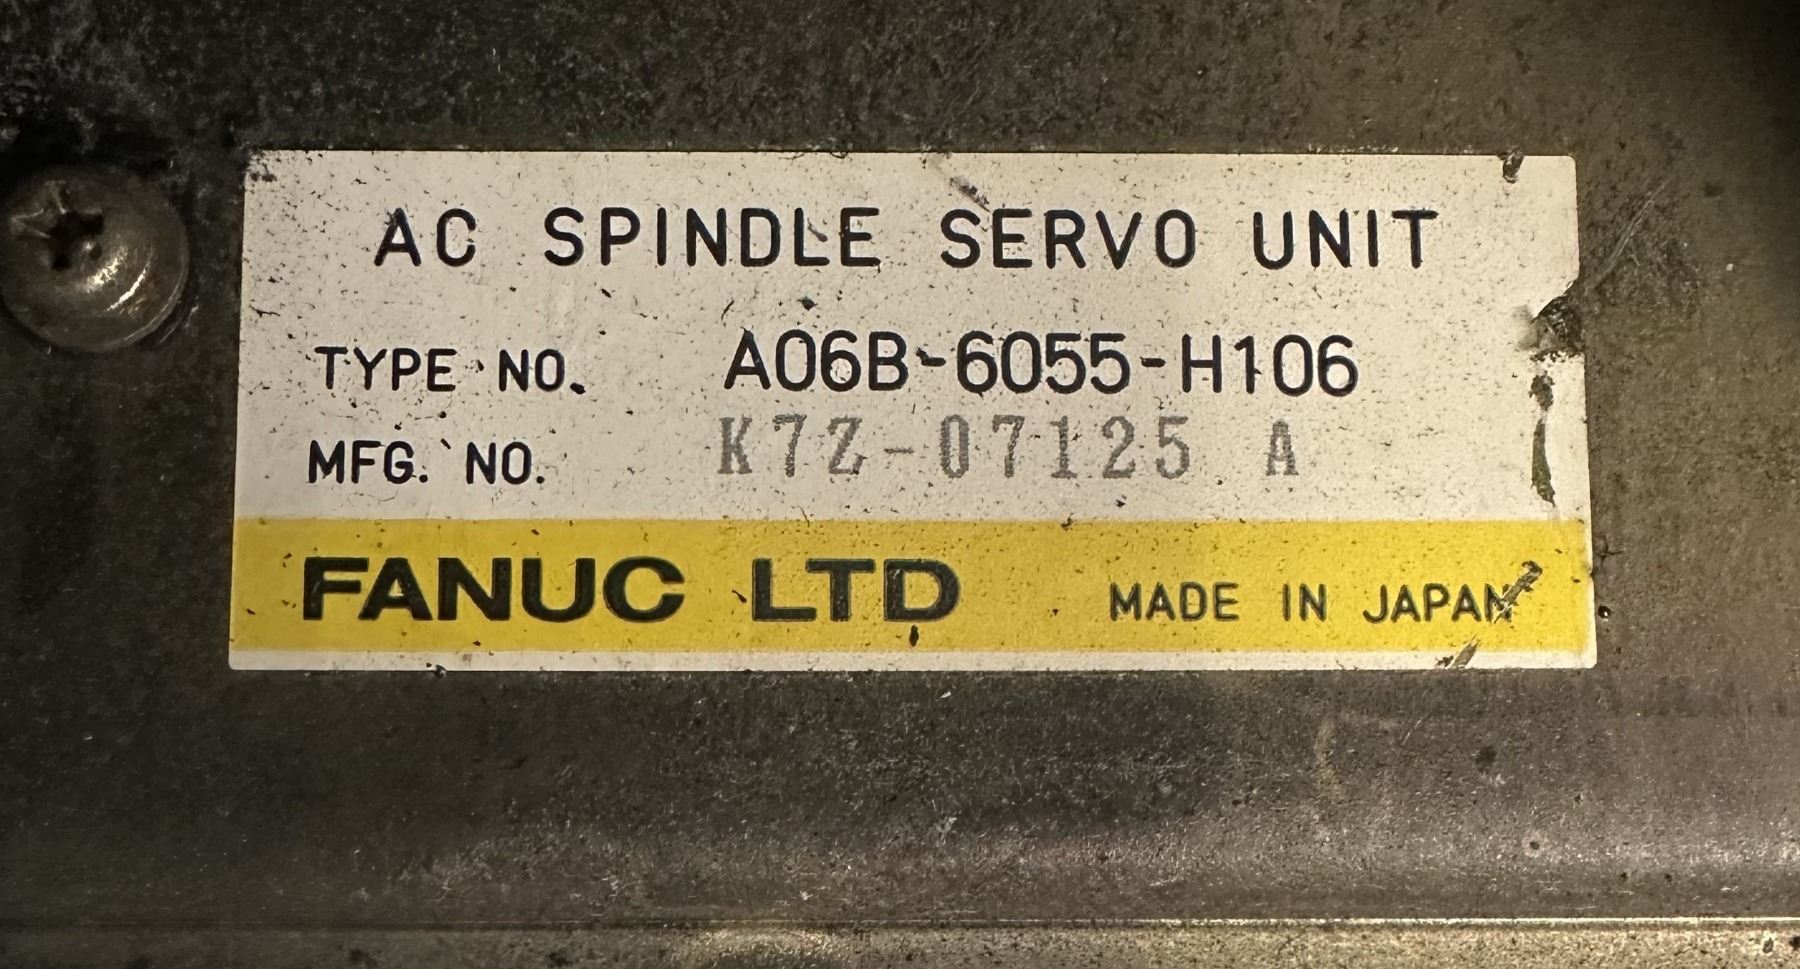 AC SPINDLE SERVO UNIT
TYPE NO. A06B-6055-H106
MFG. NO. K7Z-07125 A
FANUC LTD MADE IN JAPAN